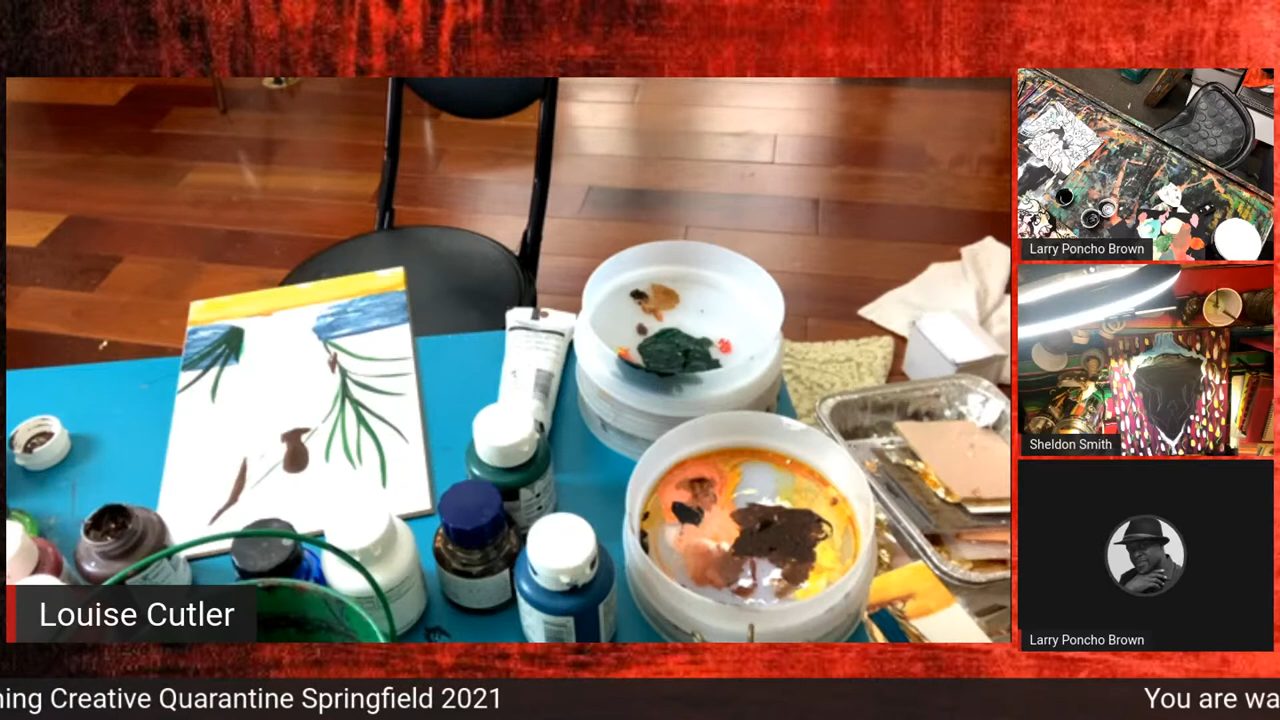 Louise Cutler
Larry Poncho Brown
Sheldon Smith
Larry Poncho Brown
ning Creative Quarantine Springfield 2021
You are wa